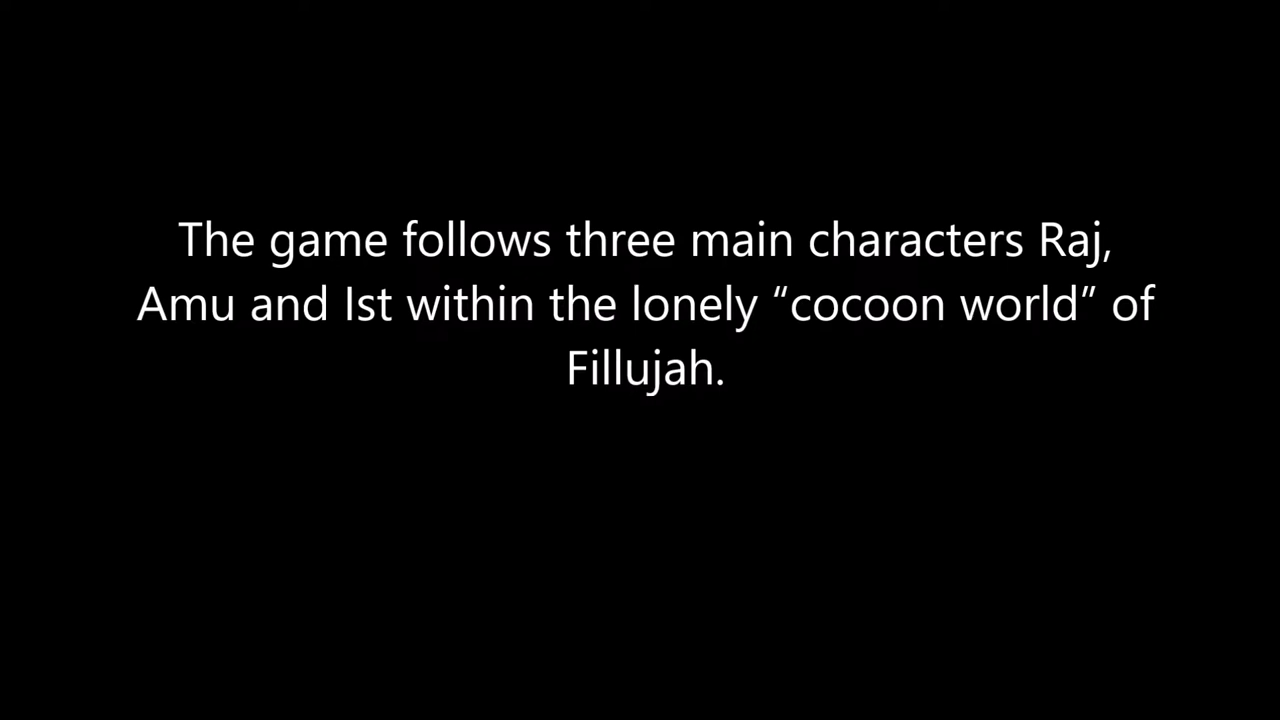 The game follows three main characters Raj,
Amu and Ist within the lonely “cocoon world” of
Fillujah.